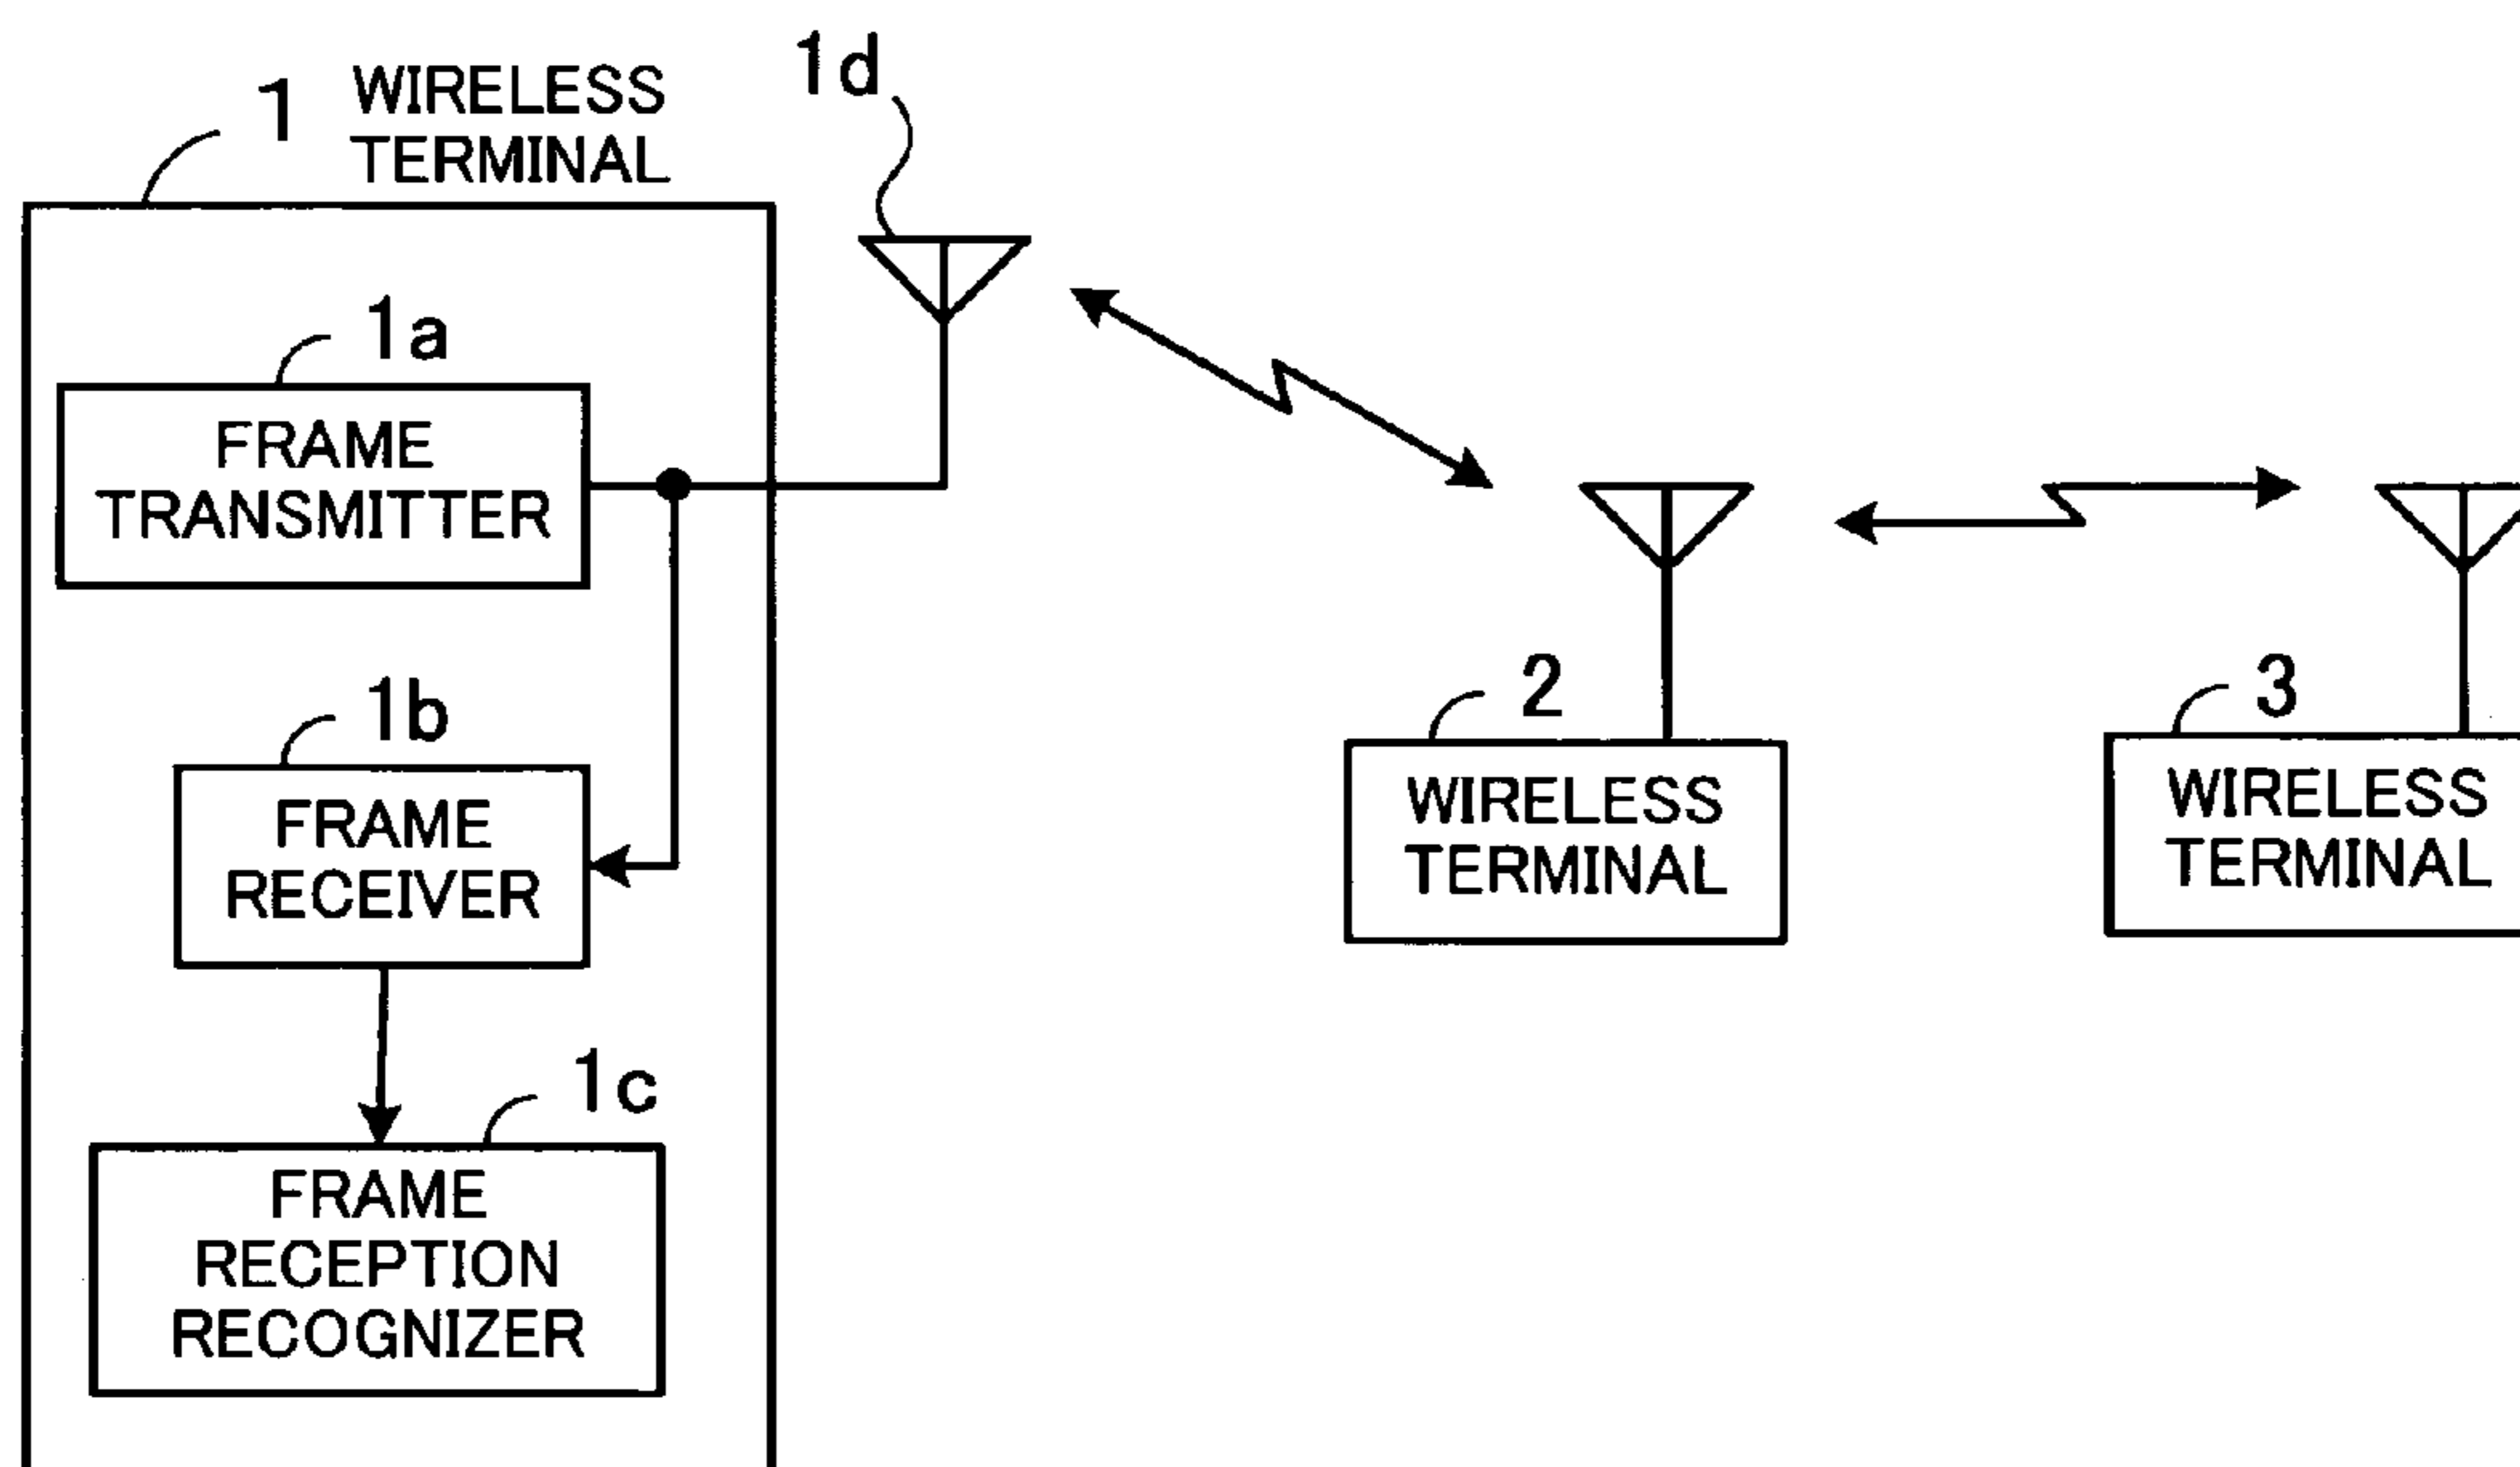 1 WIRELESS
TERMINAL
1d
1a
FRAME
TRANSMITTER
1b
FRAME
RECEIVER
1c
FRAME
RECEPTION
RECOGNIZER
2
WIRELESS
TERMINAL
3
WIRELESS
TERMINAL